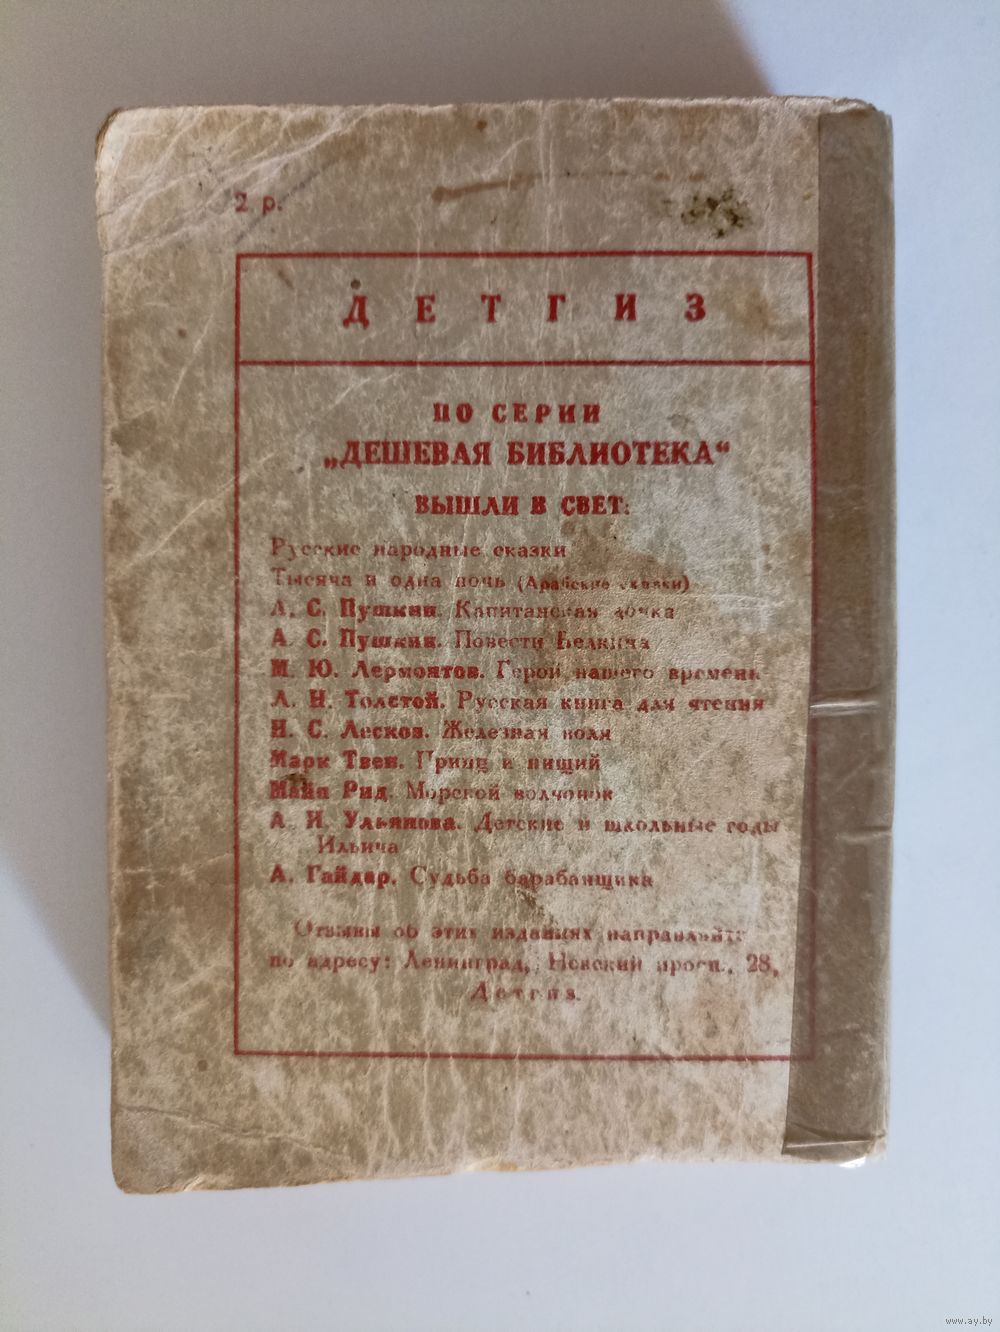 2 р.
ДЕТГИЗ
ПО СЕРИИ
„ДЕШЕВАЯ БИБЛИОТЕКА“
ВЫШЛИ В СВЕТ:
Русские народные сказки
Тысяча и одна ночь (Арабские сказки)
А. С. Пушкин. Капитанская дочка
А. С. Пушкин. Повести Белкина
М. Ю. Лермонтов. Герой нашего времени
Л. Н. Толстой. Русская книга для чтения
Н. С. Лесков. Железная воля
Марк Твен. Принц и нищий
Майн Рид. Морской волчонок
А. И. Ульянова. Детские и школьные годы
Ильича
А. Гайдар. Судьба барабанщика
Отзывы об этих изданиях направляйте
по адресу: Ленинград, Невский просп., 28,
Детгиз.
www.ay.by